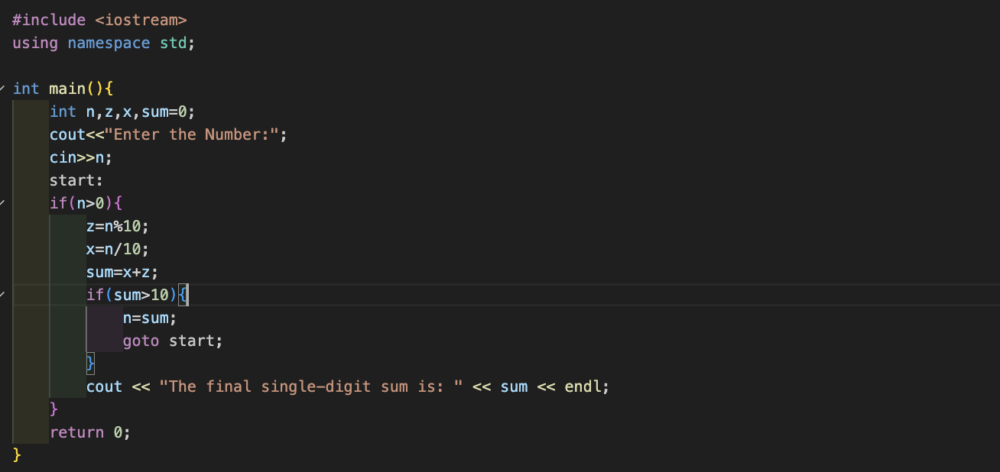 #include <iostream>
using namespace std;
int main(){
int n,z,x,sum=0;
cout<<"Enter the Number:";
cin>>n;
start:
if(n>0){
z=n%10;
x=n/10;
sum=x+z;
if(sum>10){
n=sum;
goto start;
}
cout << "The final single-digit sum is: " << sum << endl;
}
return 0;
}